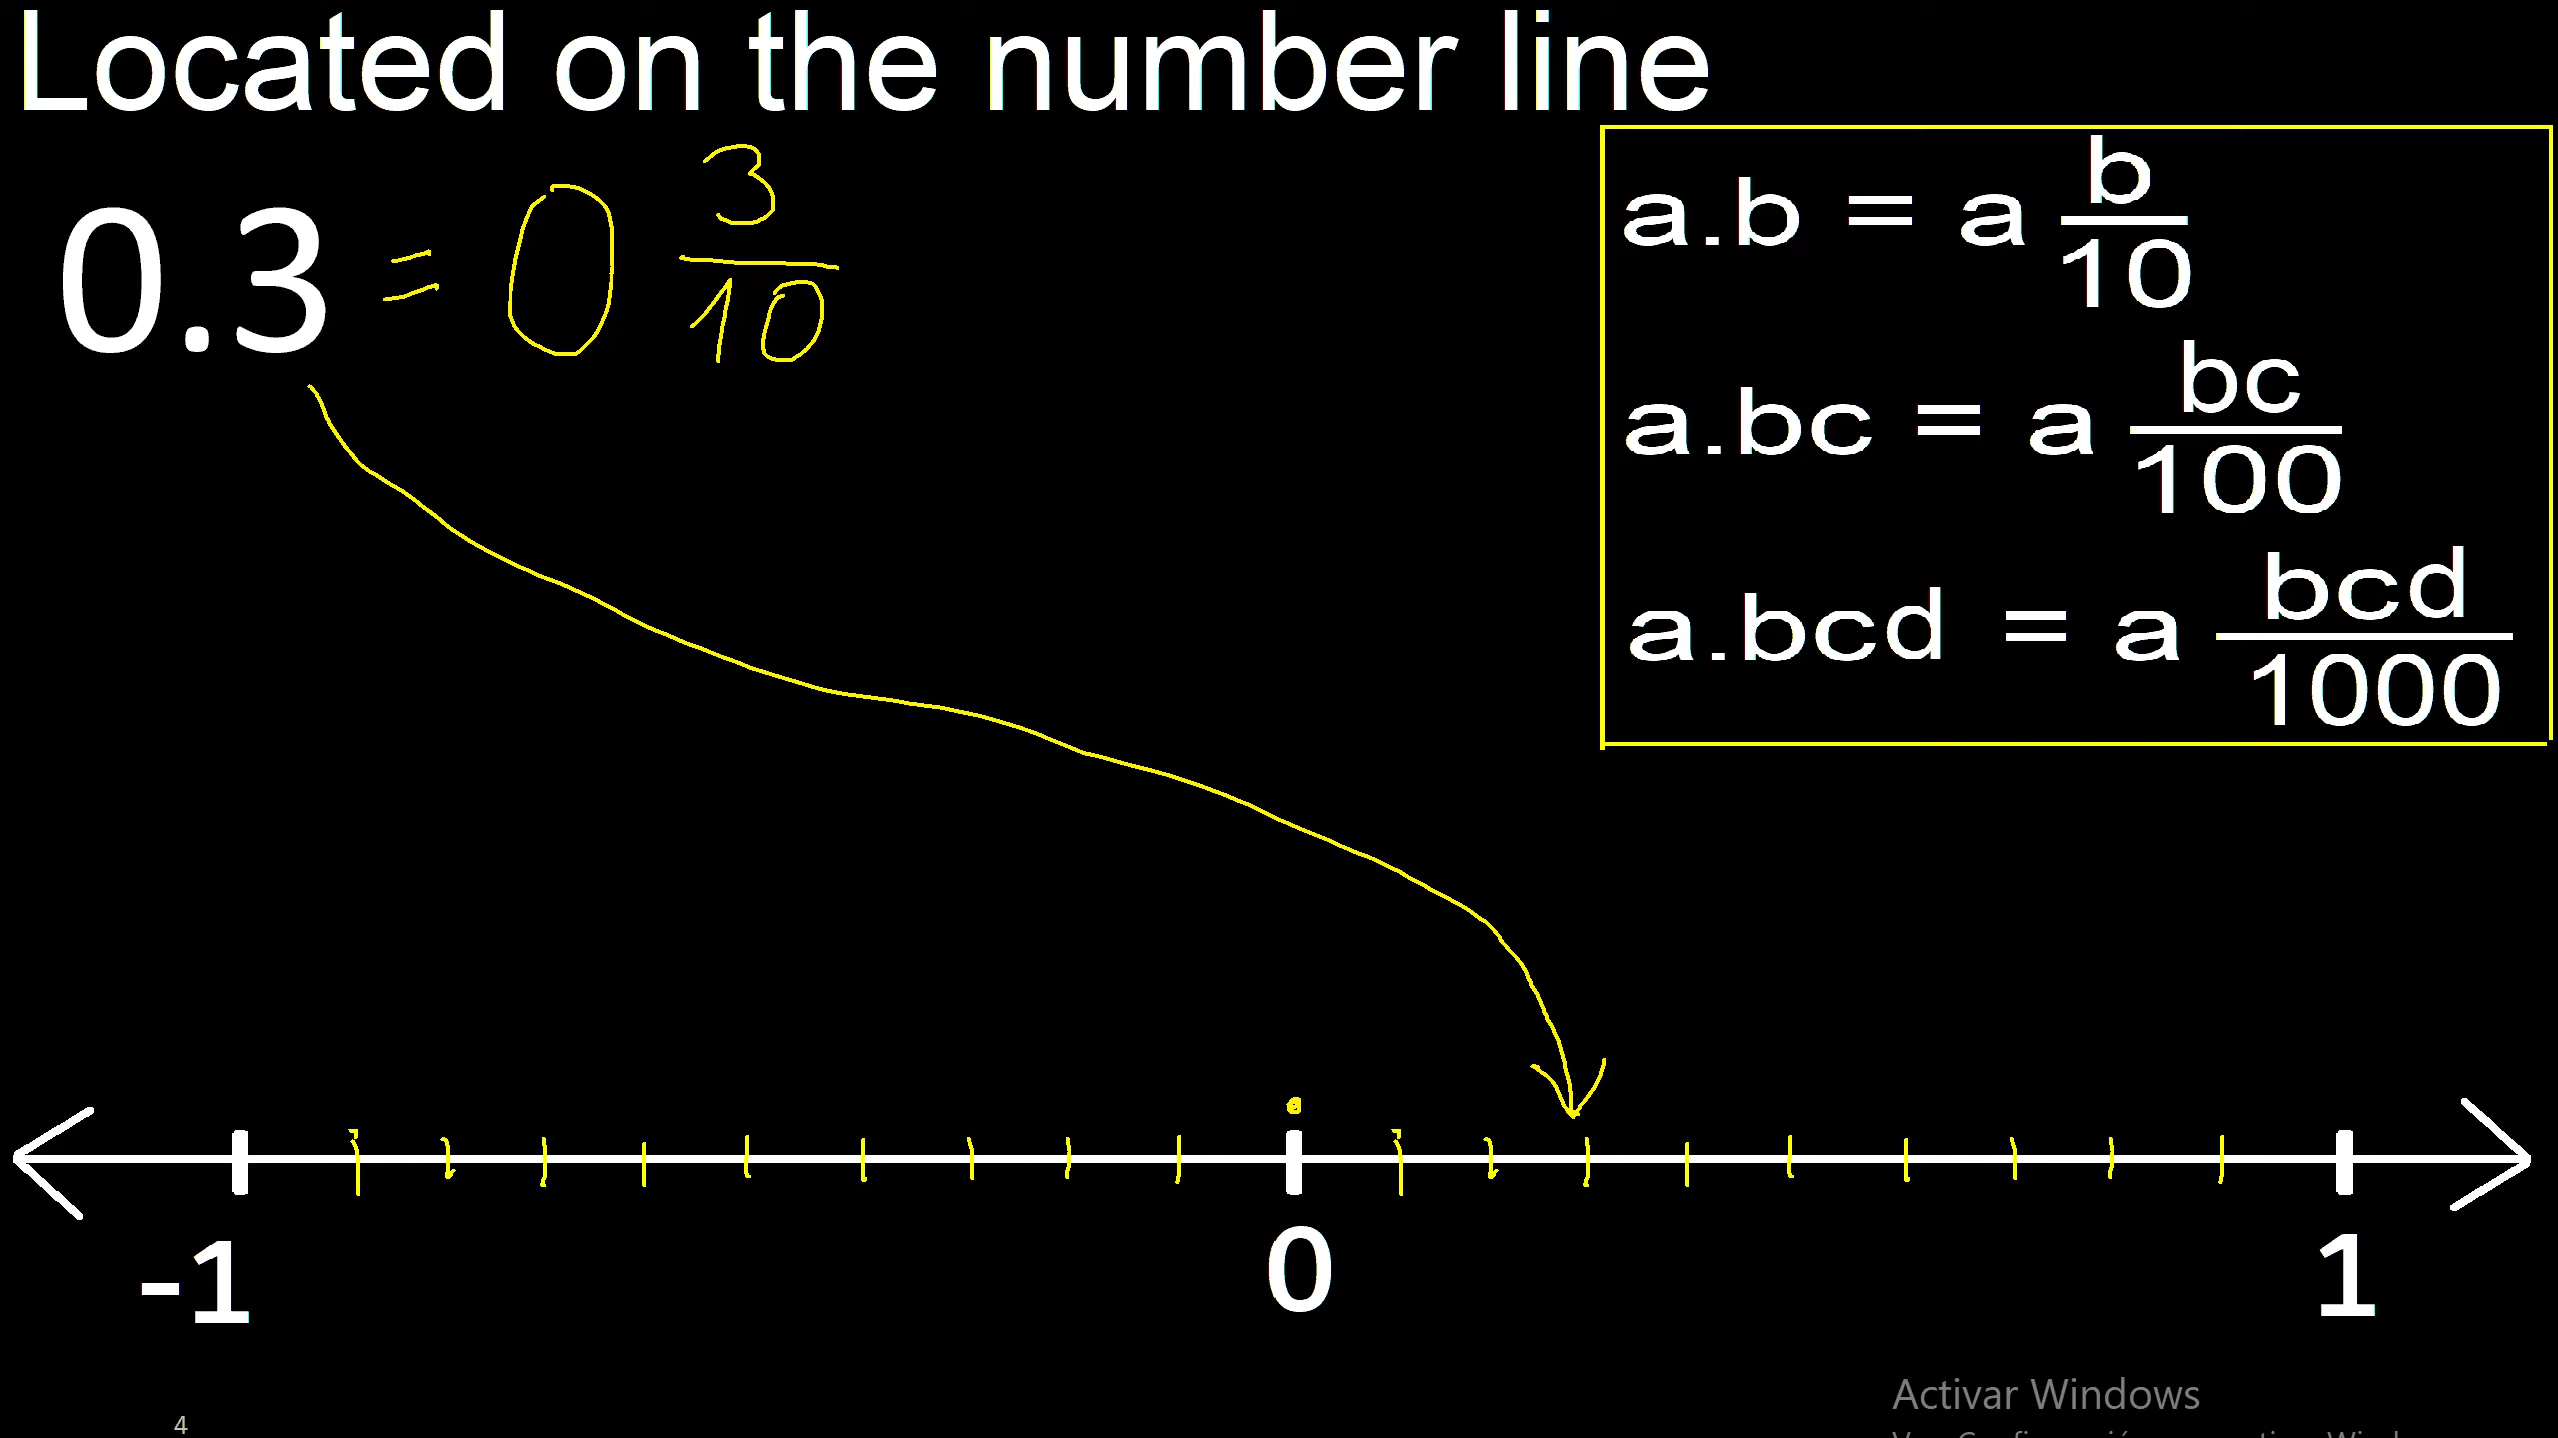 Located on the number line
0.3 = 0 3/10
a.b = a b/10
a.bc = a bc/100
a.bcd = a bcd/1000
-1 0 1
Activar Windows
4